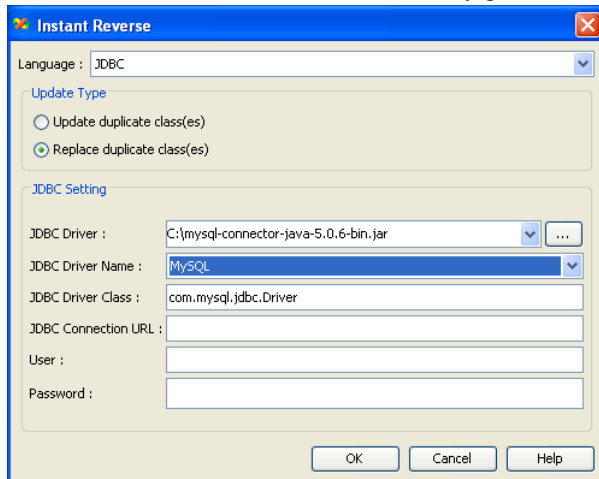 Instant Reverse
Language : JDBC
Update Type
Update duplicate class(es)
Replace duplicate class(es)
JDBC Setting
JDBC Driver : C:\mysql-connector-java-5.0.6-bin.jar ...
JDBC Driver Name : MySQL
JDBC Driver Class : com.mysql.jdbc.Driver
JDBC Connection URL :
User :
Password :
OK Cancel Help